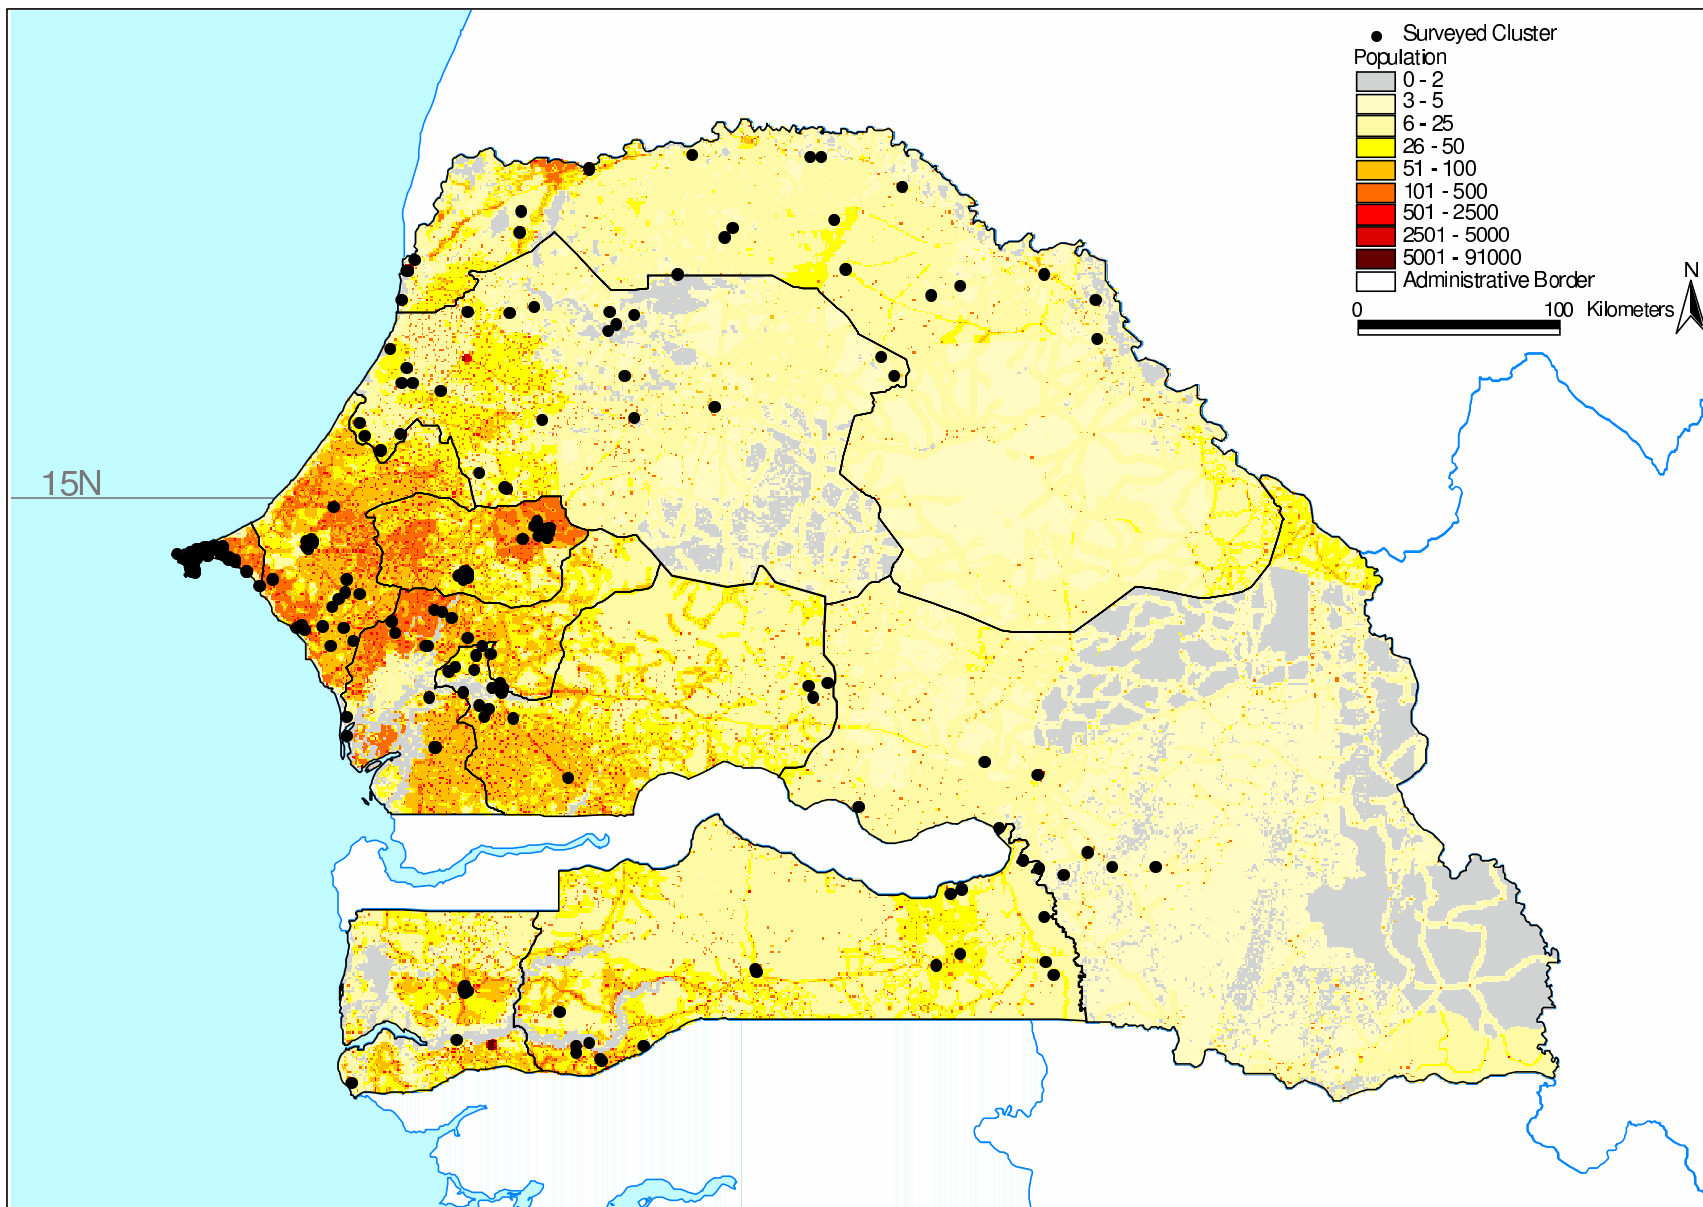 Surveyed Cluster
Population
0 - 2
3 - 5
6 - 25
26 - 50
51 - 100
101 - 500
501 - 2500
2501 - 5000
5001 - 91000
Administrative Border
N
0 100 Kilometers
15N